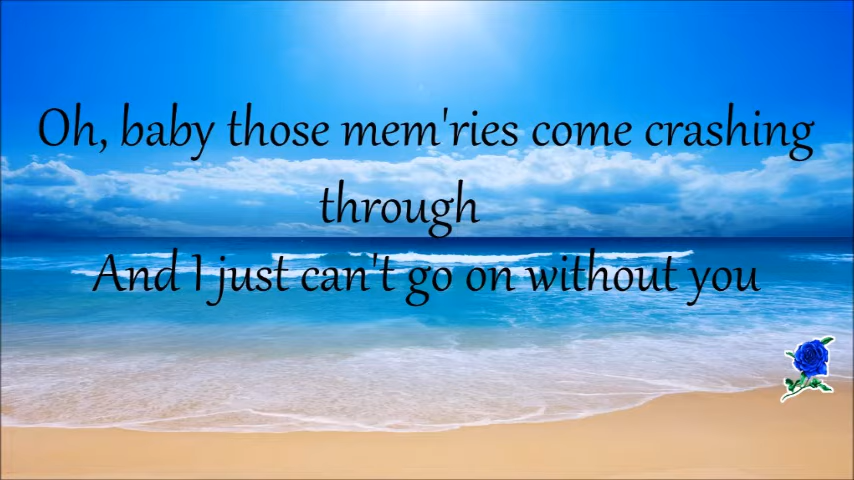 Oh, baby those mem'ries come crashing
through
And I just can't go on without you